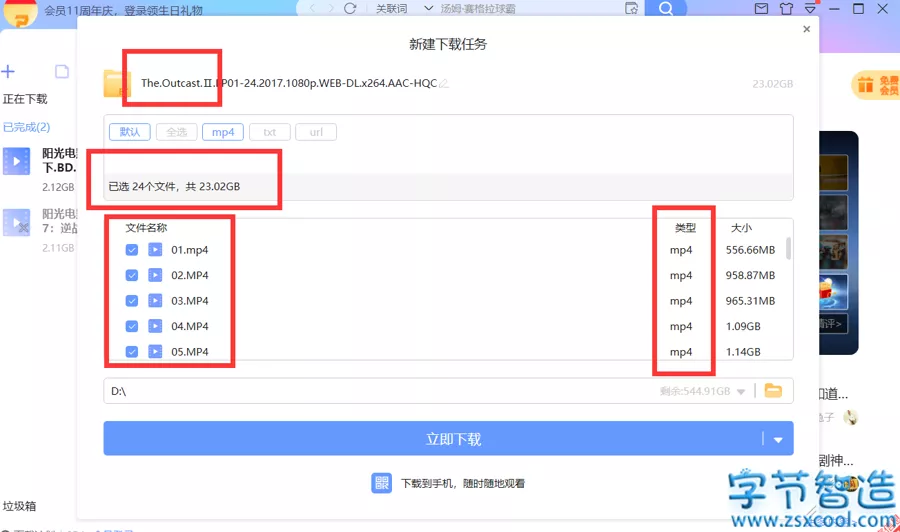 会员11周年庆，登录领生日礼物
关联词
汤姆·赛格拉球霸
正在下载
已完成(2)
阳光电影
下.BD.
2.12GB
阳光电影
7：逆战
2.11GB
垃圾箱
新建下载任务
The.Outcast.II.EP01-24.2017.1080p.WEB-DL.x264.AAC-HQC
23.02GB
默认 全选 mp4 txt url
已选 24个文件，共 23.02GB
文件名称 类型 大小
01.mp4 mp4 556.66MB
02.MP4 mp4 958.87MB
03.MP4 mp4 965.31MB
04.MP4 mp4 1.09GB
05.MP4 mp4 1.14GB
D:\ 剩余:544.91GB
立即下载
下载到手机，随时随地观看
免费
会员
知道...
剧神...
字节智造
www.zsxcool.com